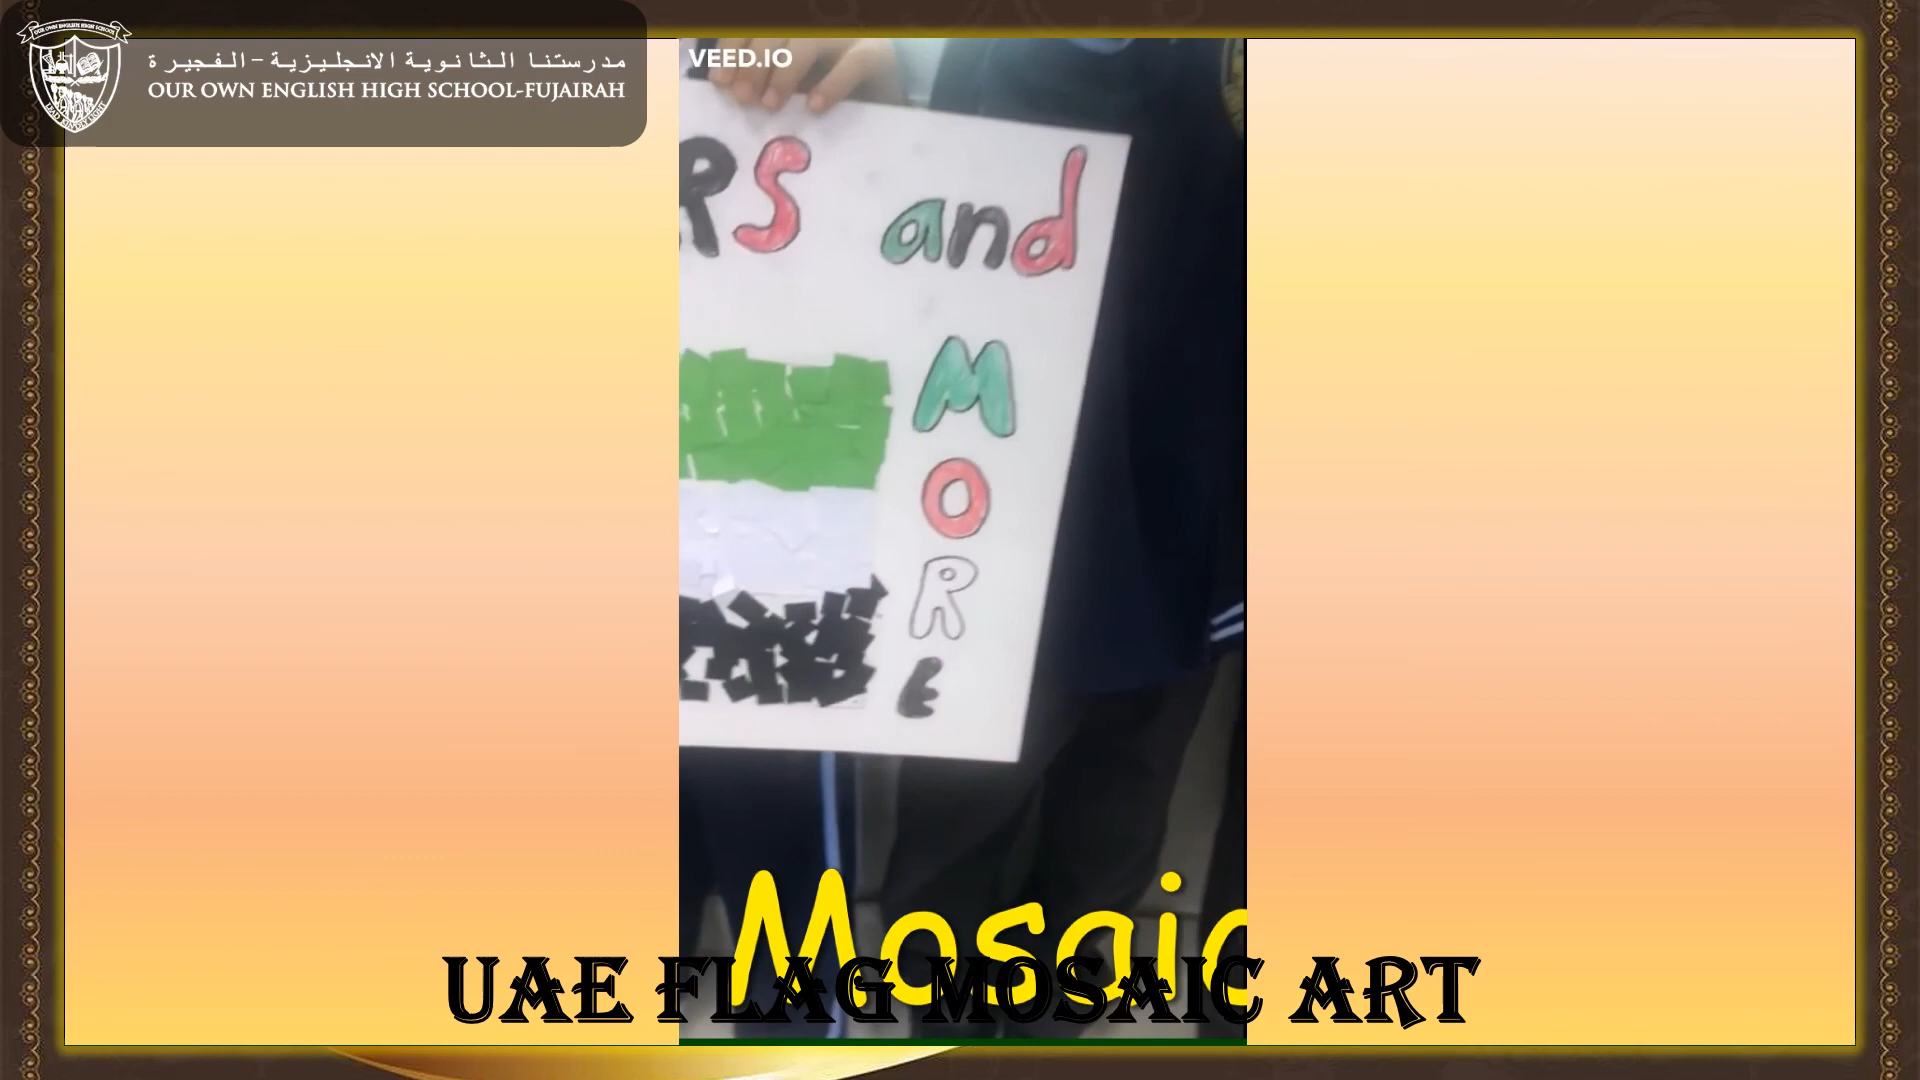 مدرستنا الثانوية الانجليزية - الفجيرة
OUR OWN ENGLISH HIGH SCHOOL-FUJAIRAH
VEED.IO
RS and
MORE
Mosaic
UAE FLAG MOSAIC ART